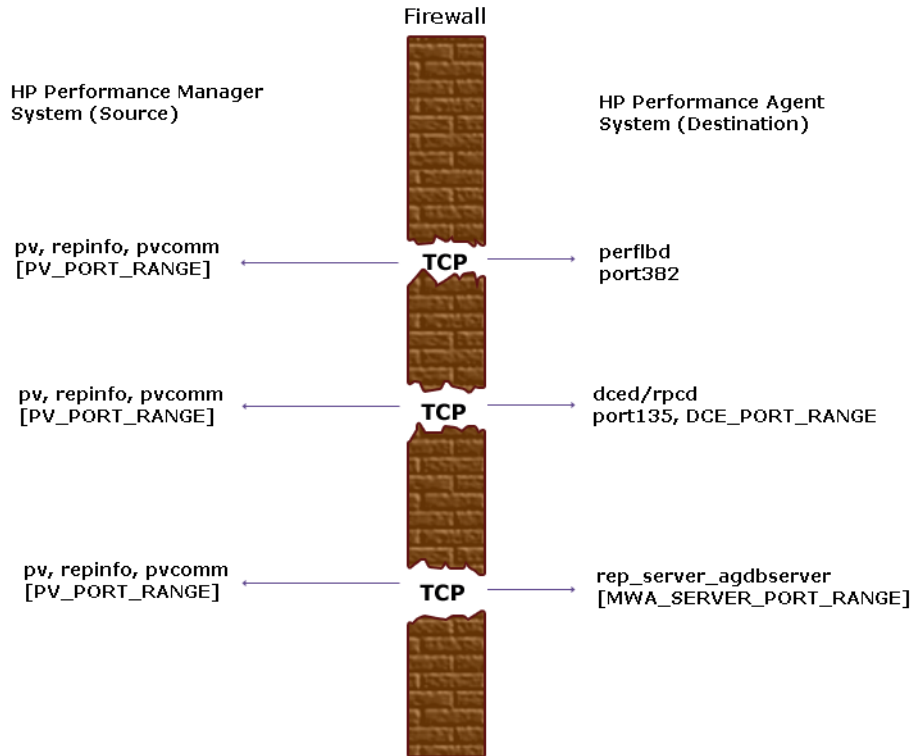 Firewall
HP Performance Manager
System (Source)
HP Performance Agent
System (Destination)
pv, repinfo, pvcomm
[PV_PORT_RANGE]
TCP
perflbd
port382
pv, repinfo, pvcomm
[PV_PORT_RANGE]
TCP
dced/rpcd
port135, DCE_PORT_RANGE
pv, repinfo, pvcomm
[PV_PORT_RANGE]
TCP
rep_server_agdbserver
[MWA_SERVER_PORT_RANGE]